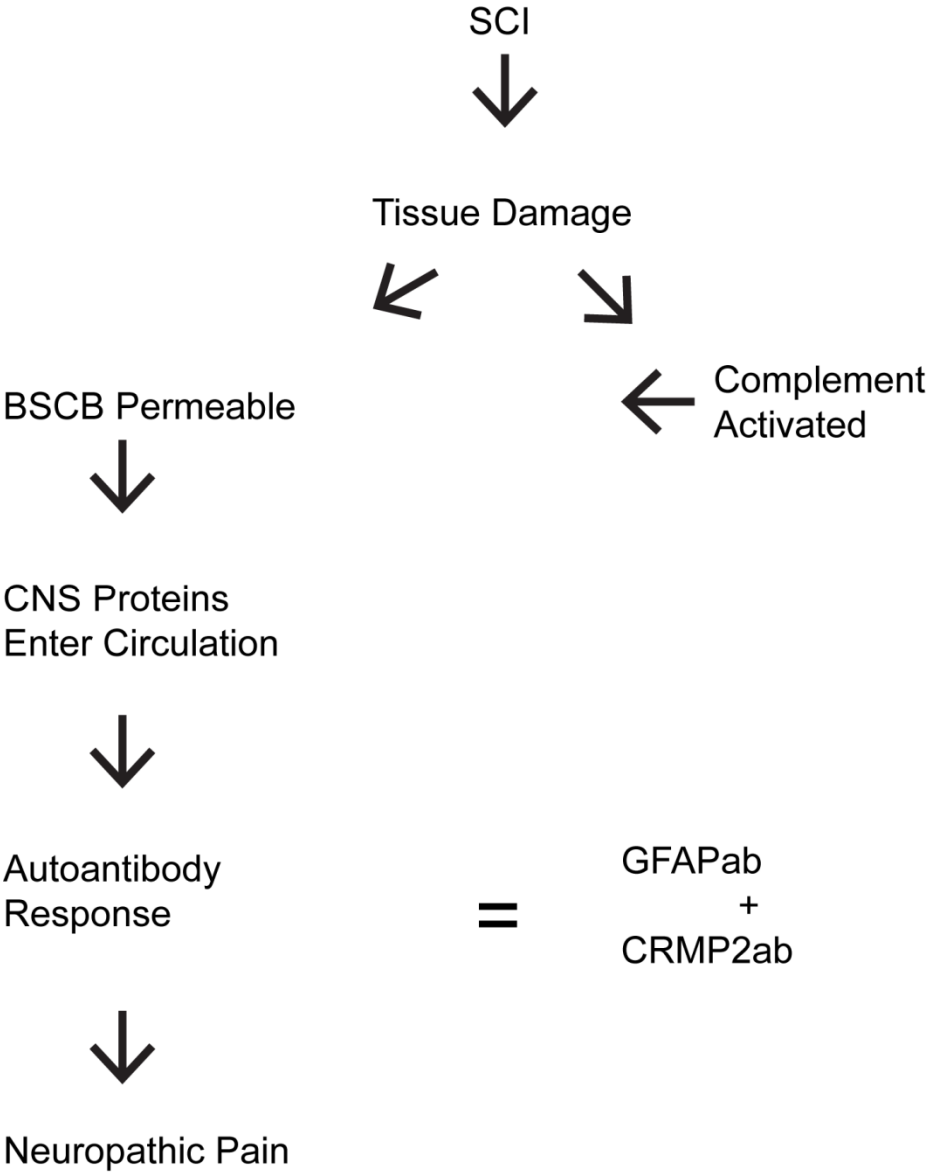 SCI
Tissue Damage
BSCB Permeable
Complement
Activated
CNS Proteins
Enter Circulation
Autoantibody
Response
=
GFAPab
+
CRMP2ab
Neuropathic Pain